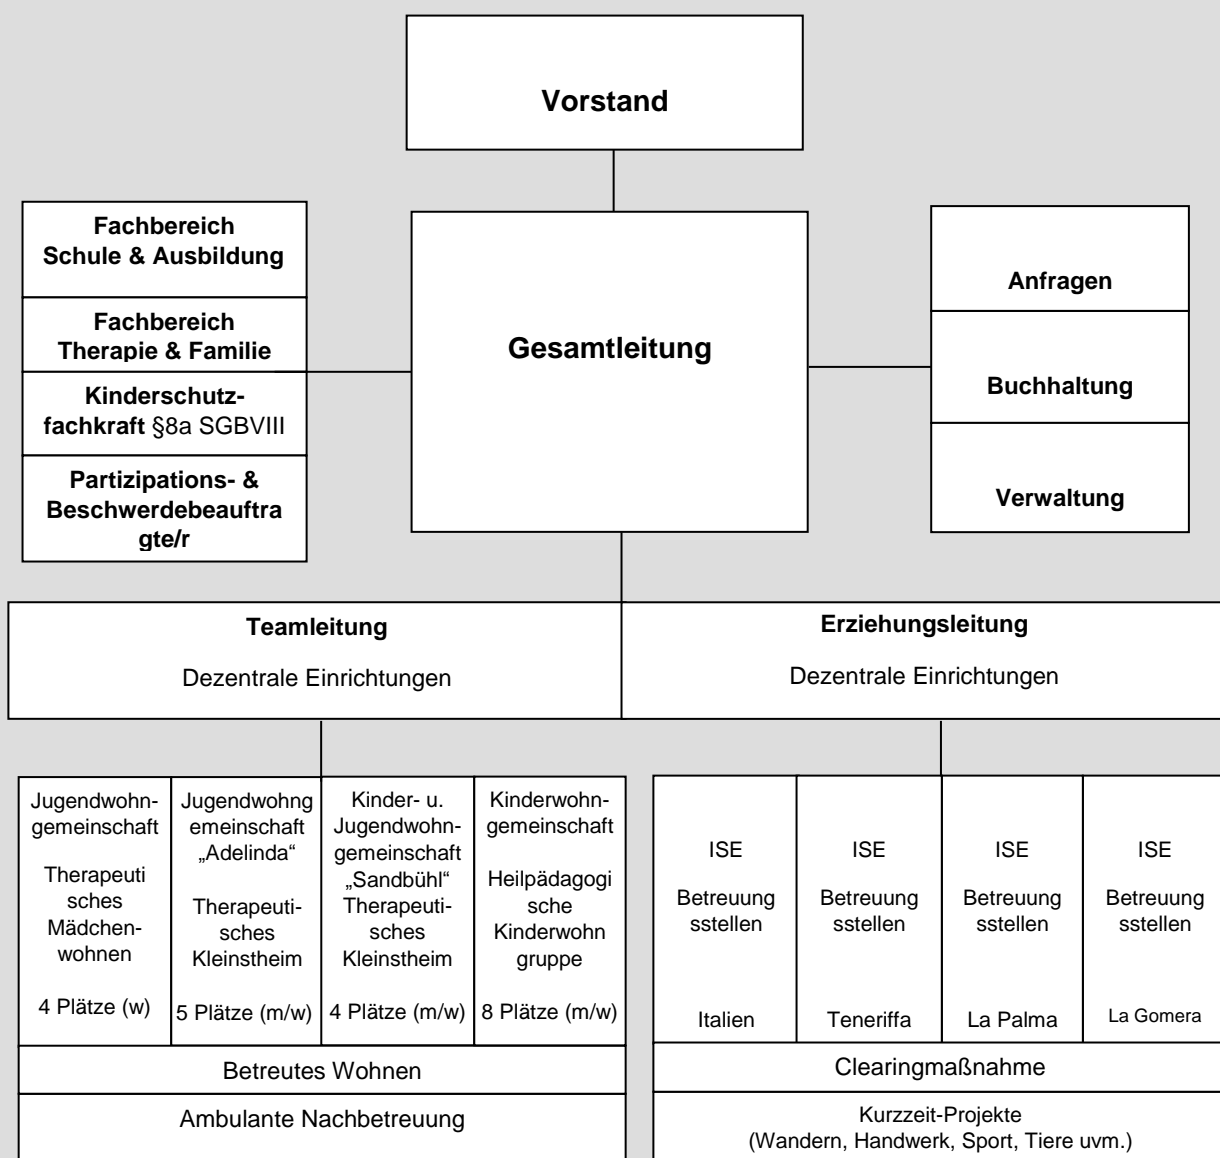 Vorstand
Fachbereich
Schule & Ausbildung
Fachbereich
Therapie & Familie
Kinderschutz-
fachkraft §8a SGBVIII
Partizipations- &
Beschwerdebeauftra
gte/r
Gesamtleitung
Anfragen
Buchhaltung
Verwaltung
Teamleitung
Dezentrale Einrichtungen
Erziehungsleitung
Dezentrale Einrichtungen
Jugendwohn-
gemeinschaft
Therapeuti
sches
Mädchen-
wohnen
4 Plätze (w)
Jugendwohng
emeinschaft
„Adelinda“
Therapeuti-
sches
Kleinstheim
5 Plätze (m/w)
Kinder- u.
Jugendwohn-
gemeinschaft
„Sandbühl“
Therapeuti-
sches
Kleinstheim
4 Plätze (m/w)
Kinderwohn-
gemeinschaft
Heilpädagogi
sche
Kinderwohn
gruppe
8 Plätze (m/w)
Betreutes Wohnen
Ambulante Nachbetreuung
ISE
Betreuung
sstellen
Italien
ISE
Betreuung
sstellen
Teneriffa
ISE
Betreuung
sstellen
La Palma
ISE
Betreuung
sstellen
La Gomera
Clearingmaßnahme
Kurzzeit-Projekte
(Wandern, Handwerk, Sport, Tiere uvm.)